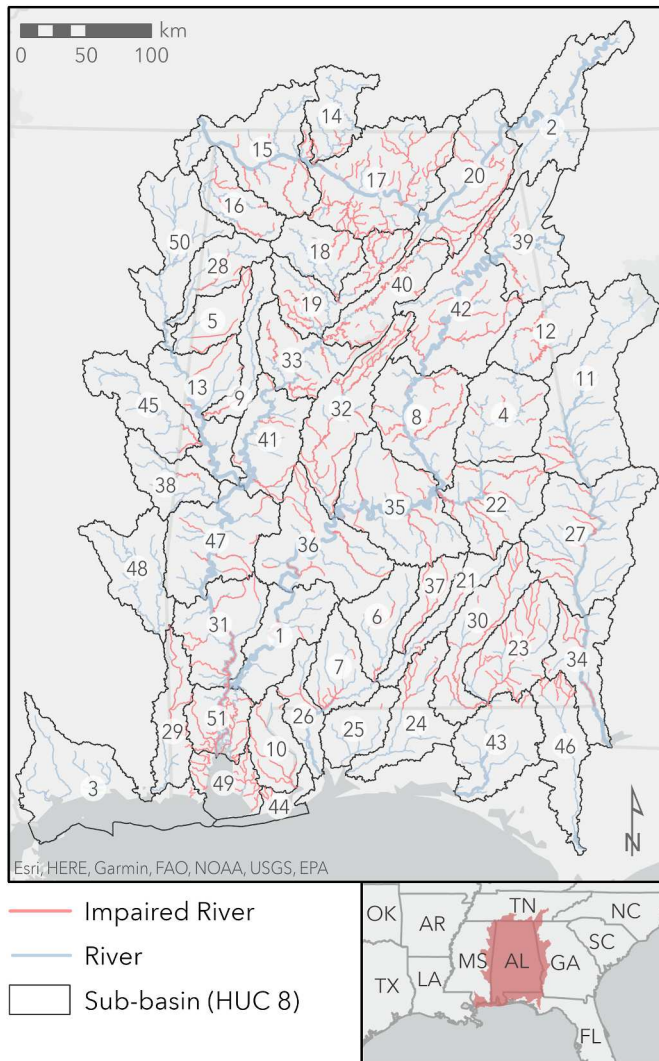 km
0 50 100
14
2
15
17
20
16
39
50
18
28
40
19
42
5
12
33
13
9
11
45
32
8
4
41
38
35
22
47
36
27
48
37
21
6
31
30
1
23
34
7
51
26
24
29
10
25
43
46
3
49
44
N
Esri, HERE, Garmin, FAO, NOAA, USGS, EPA
Impaired River
River
Sub-basin (HUC 8)
OK
AR
TN
NC
SC
MS
AL
GA
TX
LA
FL